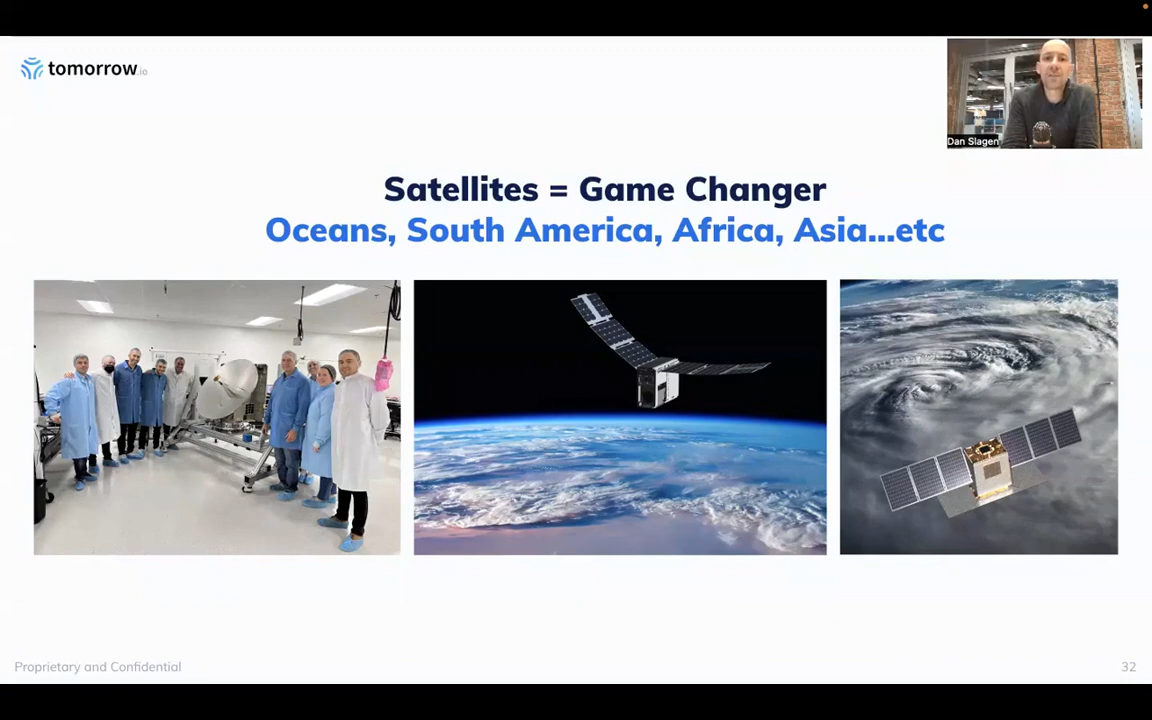 tomorrow.io
Dan Slagen
Satellites = Game Changer
Oceans, South America, Africa, Asia...etc
Proprietary and Confidential
32